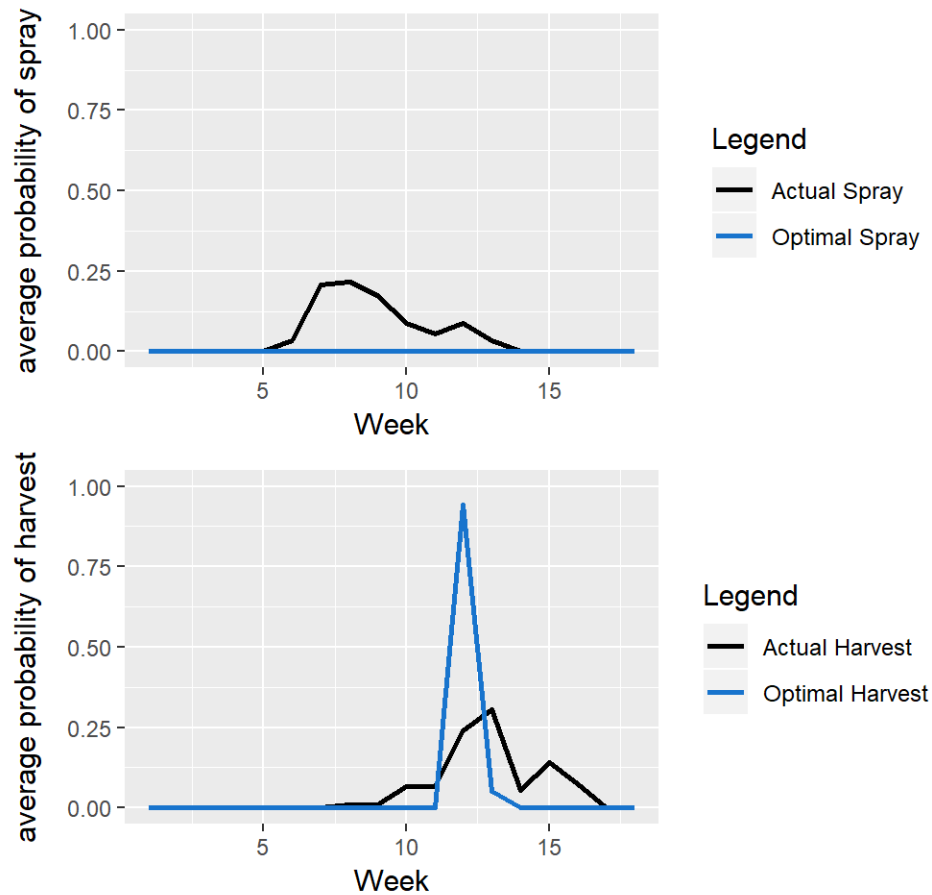 average probability of spray
1.00
0.75
0.50
0.25
0.00
5 10 15
Week
Legend
Actual Spray
Optimal Spray
average probability of harvest
1.00
0.75
0.50
0.25
0.00
5 10 15
Week
Legend
Actual Harvest
Optimal Harvest